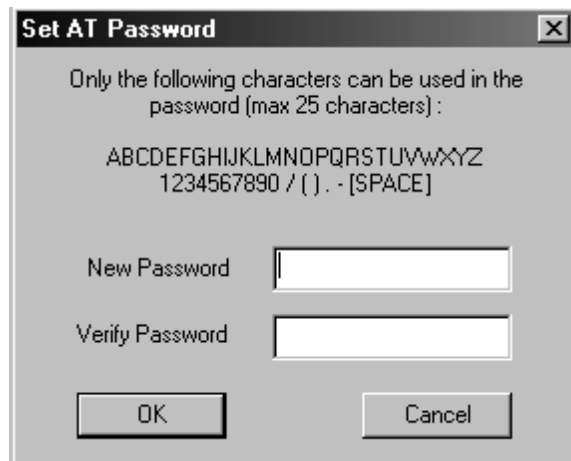 Set AT Password
Only the following characters can be used in the
password (max 25 characters) :
ABCDEFGHIJKLMNOPQRSTUVWXYZ
1234567890 / ( ) . - [SPACE]
New Password
Verify Password
OK
Cancel